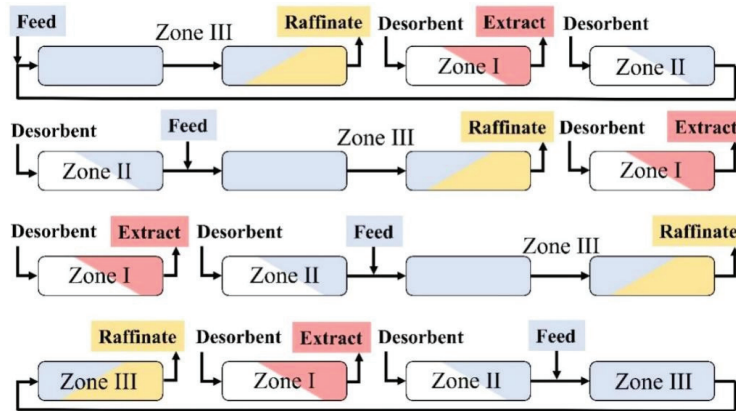 Feed Zone III Raffinate Desorbent Extract Desorbent
Zone I Zone II
Desorbent Feed Zone III Raffinate Desorbent Extract
Zone II Zone I
Desorbent Extract Desorbent Feed Zone III Raffinate
Zone I Zone II
Raffinate Desorbent Extract Desorbent Feed
Zone III Zone I Zone II Zone III